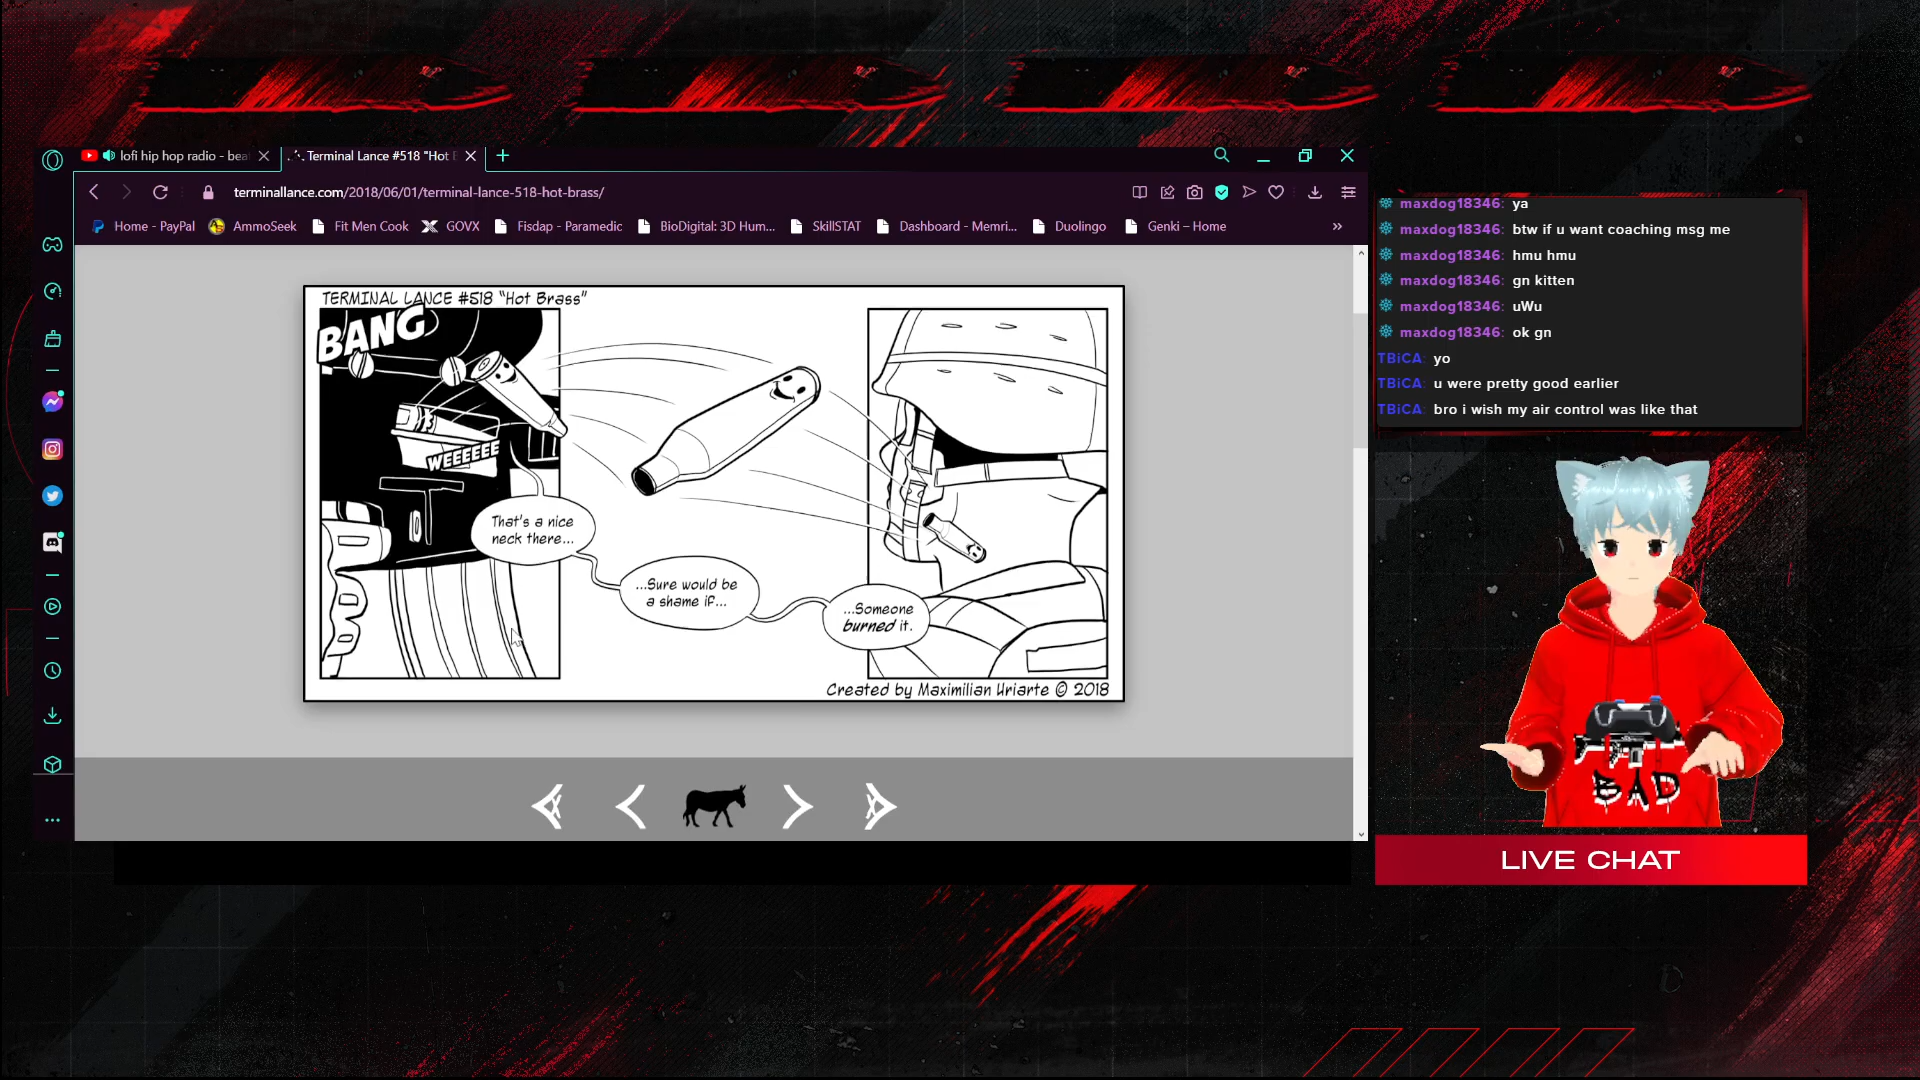 lofi hip hop radio - bea
Terminal Lance #518 "Hot B
terminallance.com/2018/06/01/terminal-lance-518-hot-brass/
Home - PayPal
AmmoSeek
Fit Men Cook
GOVX
Fisdap - Paramedic
BioDigital: 3D Hum...
SkillSTAT
Dashboard - Memri...
Duolingo
Genki – Home
TERMINAL LANCE #518 "Hot Brass"
BANG
WEEEEEE
That's a nice
neck there...
...Sure would be
a shame if...
...Someone
burned it.
Created by Maximilian Uriarte © 2018
maxdog18346: ya
maxdog18346: btw if u want coaching msg me
maxdog18346: hmu hmu
maxdog18346: gn kitten
maxdog18346: uWu
maxdog18346: ok gn
TBiCA: yo
TBiCA: u were pretty good earlier
TBiCA: bro i wish my air control was like that
BAD
LIVE CHAT